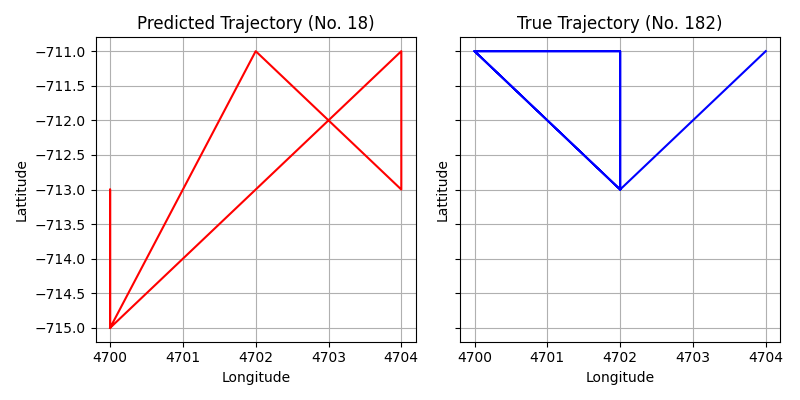 Predicted Trajectory (No. 18)
True Trajectory (No. 182)
Lattitude
−711.0
−711.5
−712.0
−712.5
−713.0
−713.5
−714.0
−714.5
−715.0
4700 4701 4702 4703 4704
Longitude
Lattitude
4700 4701 4702 4703 4704
Longitude